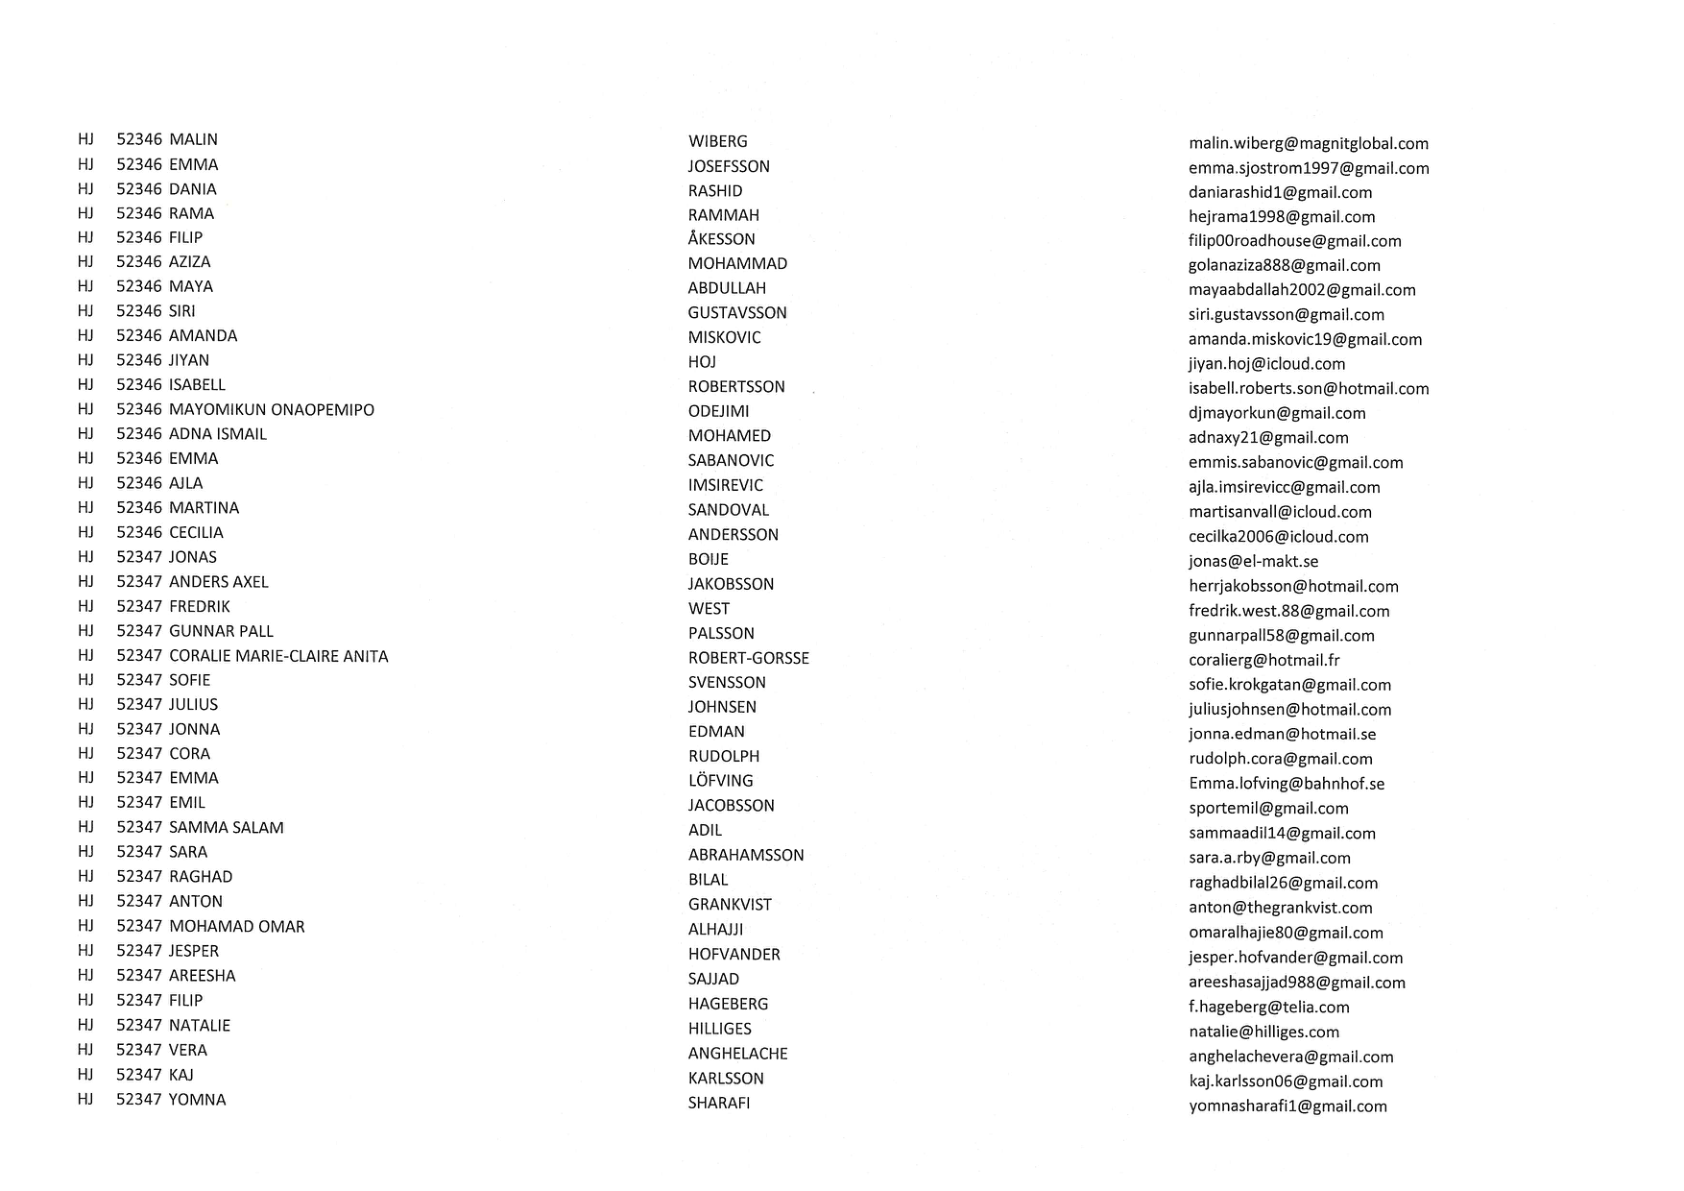 HJ 52346 MALIN WIBERG malin.wiberg@magnitglobal.com
HJ 52346 EMMA JOSEFSSON emma.sjostrom1997@gmail.com
HJ 52346 DANIA RASHID daniarashid1@gmail.com
HJ 52346 RAMA RAMMAH hejrama1998@gmail.com
HJ 52346 FILIP ÅKESSON filip00roadhouse@gmail.com
HJ 52346 AZIZA MOHAMMAD golanaziza888@gmail.com
HJ 52346 MAYA ABDULLAH mayaabdallah2002@gmail.com
HJ 52346 SIRI GUSTAVSSON siri.gustavsson@gmail.com
HJ 52346 AMANDA MISKOVIC amanda.miskovic19@gmail.com
HJ 52346 JIYAN HOJ jiyan.hoj@icloud.com
HJ 52346 ISABELL ROBERTSSON isabell.roberts.son@hotmail.com
HJ 52346 MAYOMIKUN ONAOPEMIPO ODEJIMI djmayorkun@gmail.com
HJ 52346 ADNA ISMAIL MOHAMED adnaxy21@gmail.com
HJ 52346 EMMA SABANOVIC emmis.sabanovic@gmail.com
HJ 52346 AJLA IMSIREVIC ajla.imsirevicc@gmail.com
HJ 52346 MARTINA SANDOVAL martisanvall@icloud.com
HJ 52346 CECILIA ANDERSSON cecilka2006@icloud.com
HJ 52347 JONAS BOIJE jonas@el-makt.se
HJ 52347 ANDERS AXEL JAKOBSSON herrjakobsson@hotmail.com
HJ 52347 FREDRIK WEST fredrik.west.88@gmail.com
HJ 52347 GUNNAR PALL PALSSON gunnarpall58@gmail.com
HJ 52347 CORALIE MARIE-CLAIRE ANITA ROBERT-GORSSE coralierg@hotmail.fr
HJ 52347 SOFIE SVENSSON sofie.krokgatan@gmail.com
HJ 52347 JULIUS JOHNSEN juliusjohnsen@hotmail.com
HJ 52347 JONNA EDMAN jonna.edman@hotmail.se
HJ 52347 CORA RUDOLPH rudolph.cora@gmail.com
HJ 52347 EMMA LÖFVING Emma.lofving@bahnhof.se
HJ 52347 EMIL JACOBSSON sportemil@gmail.com
HJ 52347 SAMMA SALAM ADIL sammaadil14@gmail.com
HJ 52347 SARA ABRAHAMSSON sara.a.rby@gmail.com
HJ 52347 RAGHAD BILAL raghadbilal26@gmail.com
HJ 52347 ANTON GRANKVIST anton@thegrankvist.com
HJ 52347 MOHAMAD OMAR ALHAJJI omaralhajie80@gmail.com
HJ 52347 JESPER HOFVANDER jesper.hofvander@gmail.com
HJ 52347 AREESHA SAJJAD areeshasajjad988@gmail.com
HJ 52347 FILIP HAGEBERG f.hageberg@telia.com
HJ 52347 NATALIE HILLIGES natalie@hilliges.com
HJ 52347 VERA ANGHELACHE anghelachevera@gmail.com
HJ 52347 KAJ KARLSSON kaj.karlsson06@gmail.com
HJ 52347 YOMNA SHARAFI yomnasharafi1@gmail.com